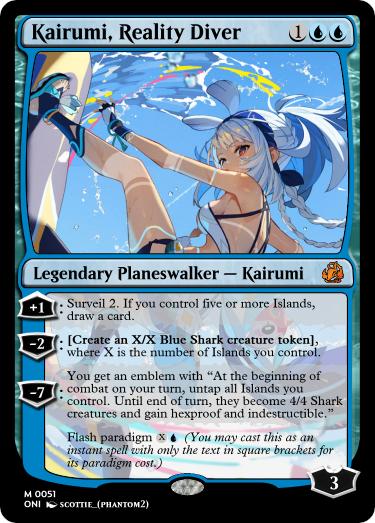 Kairumi, Reality Diver 1
Legendary Planeswalker — Kairumi
+1: Surveil 2. If you control five or more Islands,
draw a card.
-2: [Create an X/X Blue Shark creature token],
where X is the number of Islands you control.
-7: You get an emblem with “At the beginning of
combat on your turn, untap all Islands you
control. Until end of turn, they become 4/4 Shark
creatures and gain hexproof and indestructible.”
Flash paradigm X (You may cast this as an
instant spell with only the text in square brackets for
its paradigm cost.)
3
M 0051
ONI SCOTTIE_(PHANTOM2)